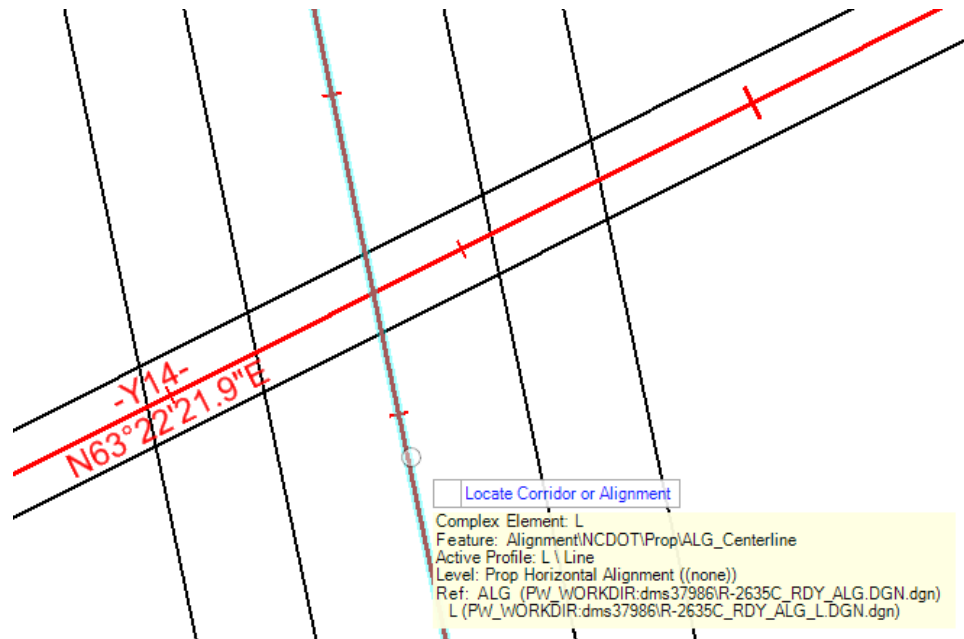 -Y14-
N63°22'21.9"E
Locate Corridor or Alignment
Complex Element: L
Feature: Alignment\NCDOT\Prop\ALG_Centerline
Active Profile: L \ Line
Level: Prop Horizontal Alignment ((none))
Ref: ALG (PW_WORKDIR:dms37986\R-2635C_RDY_ALG.DGN.dgn)
L (PW_WORKDIR:dms37986\R-2635C_RDY_ALG_L.DGN.dgn)